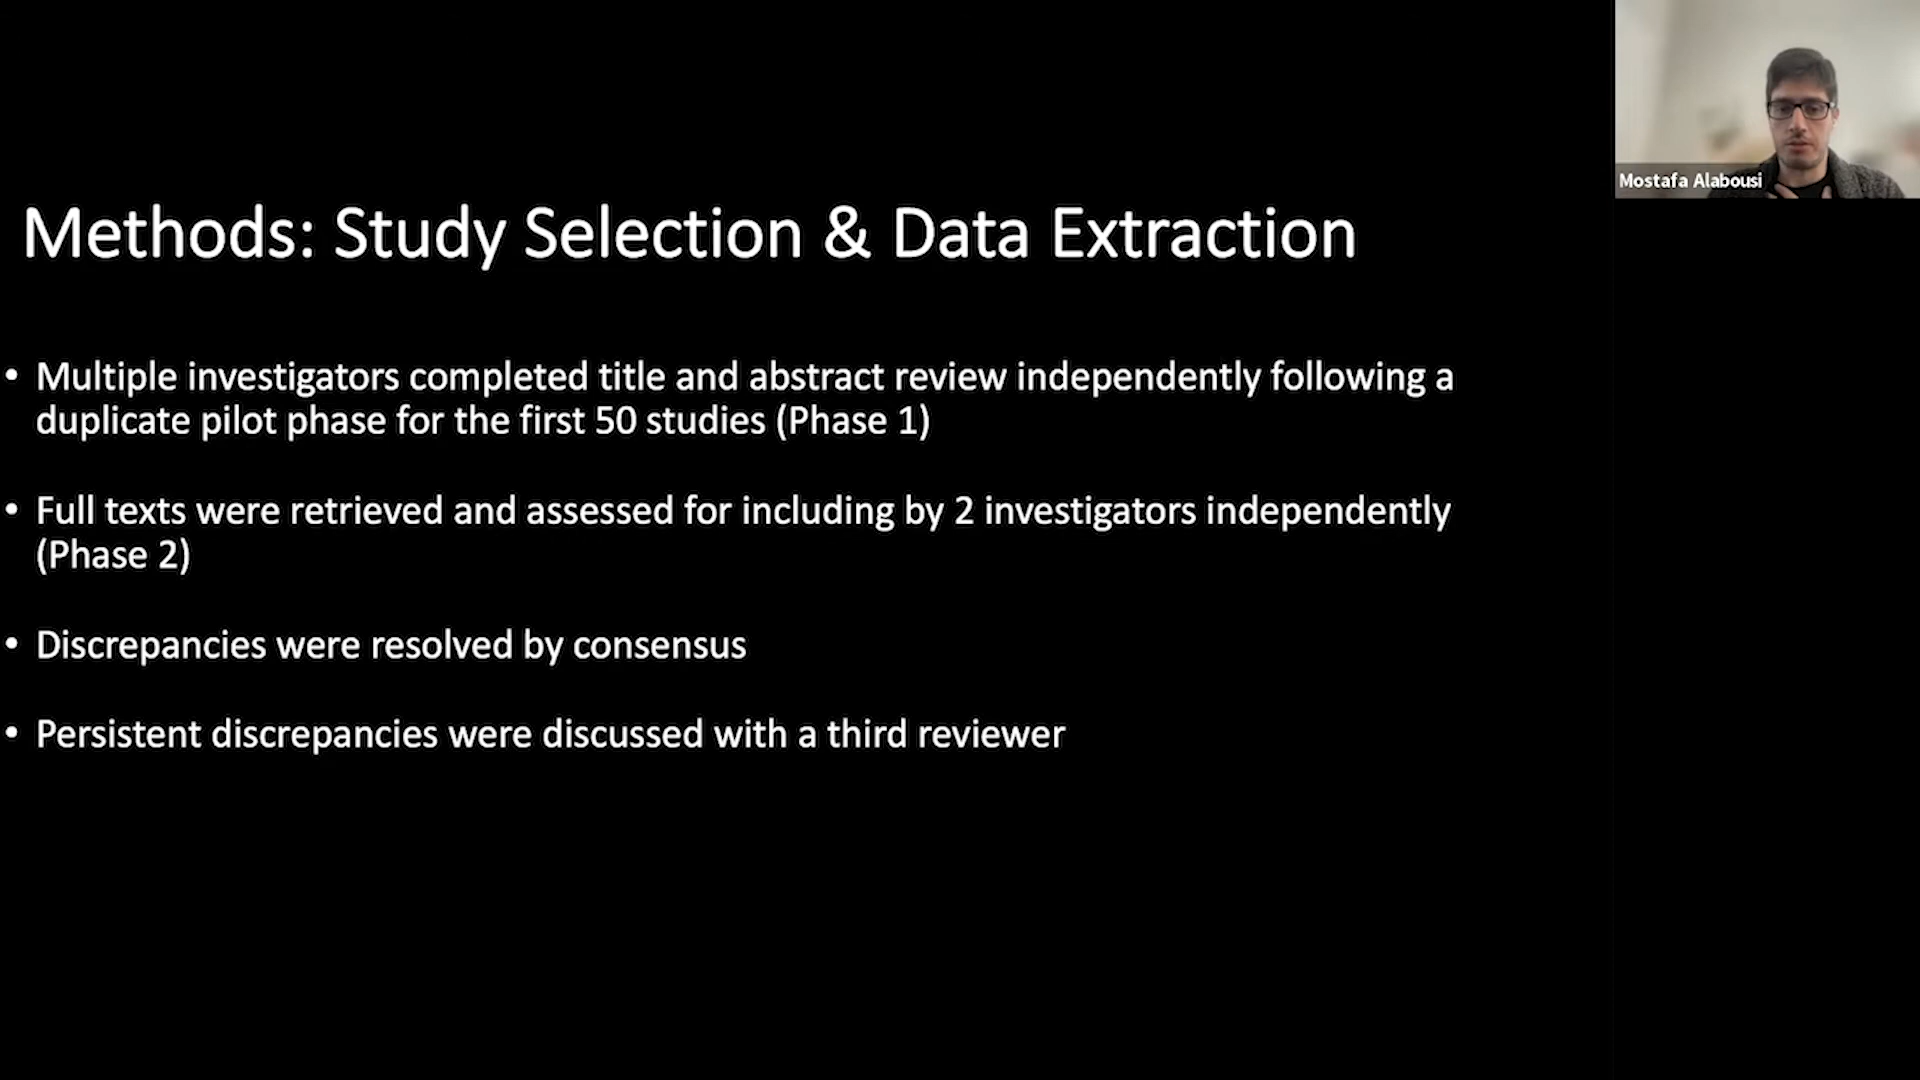 Mostafa Alabousi
Methods: Study Selection & Data Extraction
• Multiple investigators completed title and abstract review independently following a
duplicate pilot phase for the first 50 studies (Phase 1)
• Full texts were retrieved and assessed for including by 2 investigators independently
(Phase 2)
• Discrepancies were resolved by consensus
• Persistent discrepancies were discussed with a third reviewer